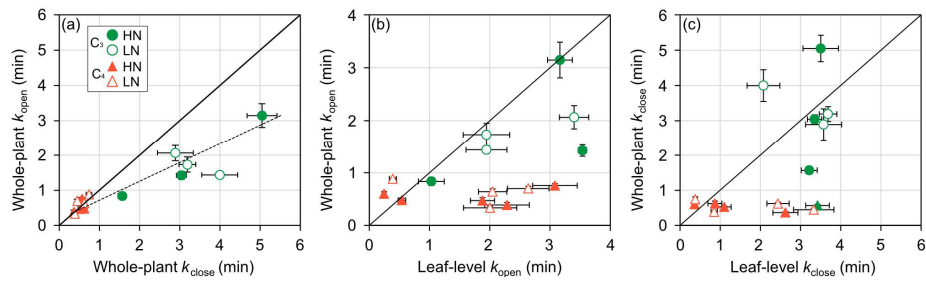 (a)
C3 HN
LN
C4 HN
LN
Whole-plant kopen (min)
6
5
4
3
2
1
0
0 1 2 3 4 5 6
Whole-plant kclose (min)
(b)
Whole-plant kopen (min)
4
3
2
1
0
0 1 2 3 4
Leaf-level kopen (min)
(c)
Whole-plant kclose (min)
6
5
4
3
2
1
0
0 1 2 3 4 5 6
Leaf-level kclose (min)